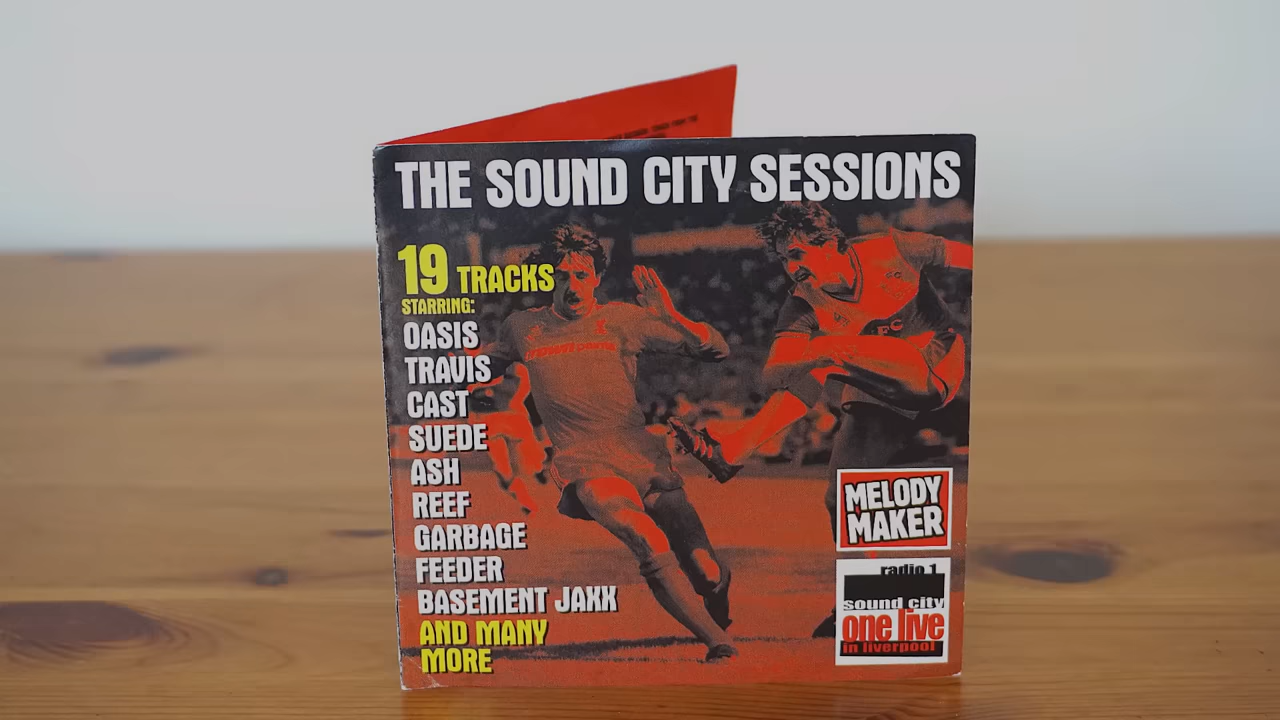 THE SOUND CITY SESSIONS
19 TRACKS
STARRING:
OASIS
TRAVIS
CAST
SUEDE
ASH
REEF
GARBAGE
FEEDER
BASEMENT JAXX
AND MANY
MORE
MELODY
MAKER
radio 1
sound city
one live
in liverpool